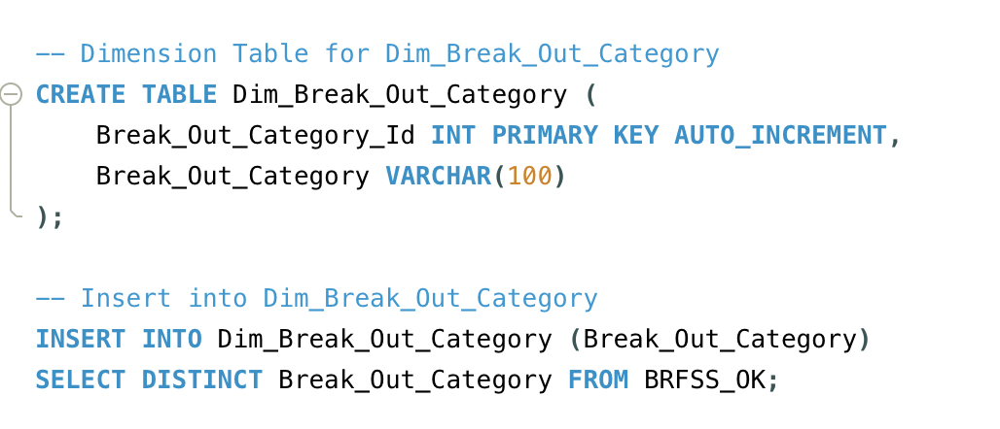 -- Dimension Table for Dim_Break_Out_Category
CREATE TABLE Dim_Break_Out_Category (
    Break_Out_Category_Id INT PRIMARY KEY AUTO_INCREMENT,
    Break_Out_Category VARCHAR(100)
);
-- Insert into Dim_Break_Out_Category
INSERT INTO Dim_Break_Out_Category (Break_Out_Category)
SELECT DISTINCT Break_Out_Category FROM BRFSS_OK;